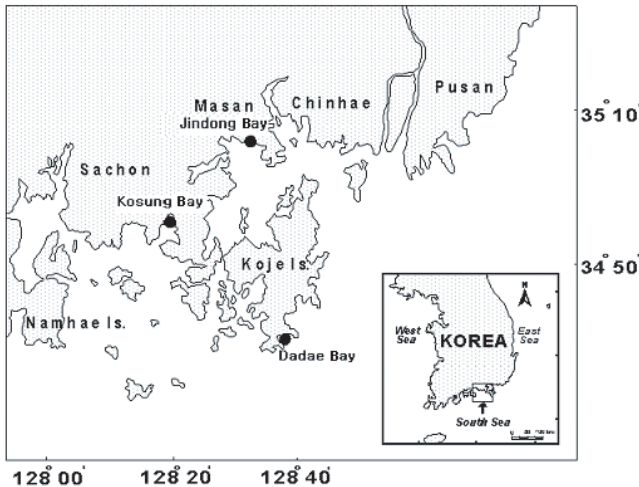 Pusan
Masan
Chinhae
Jindong Bay
35° 10'
Sachon
Kosung Bay
Koje Is.
34° 50'
Namhae Is.
Dadae Bay
N
West Sea
East Sea
KOREA
South Sea
128°00'
128°20'
128°40'